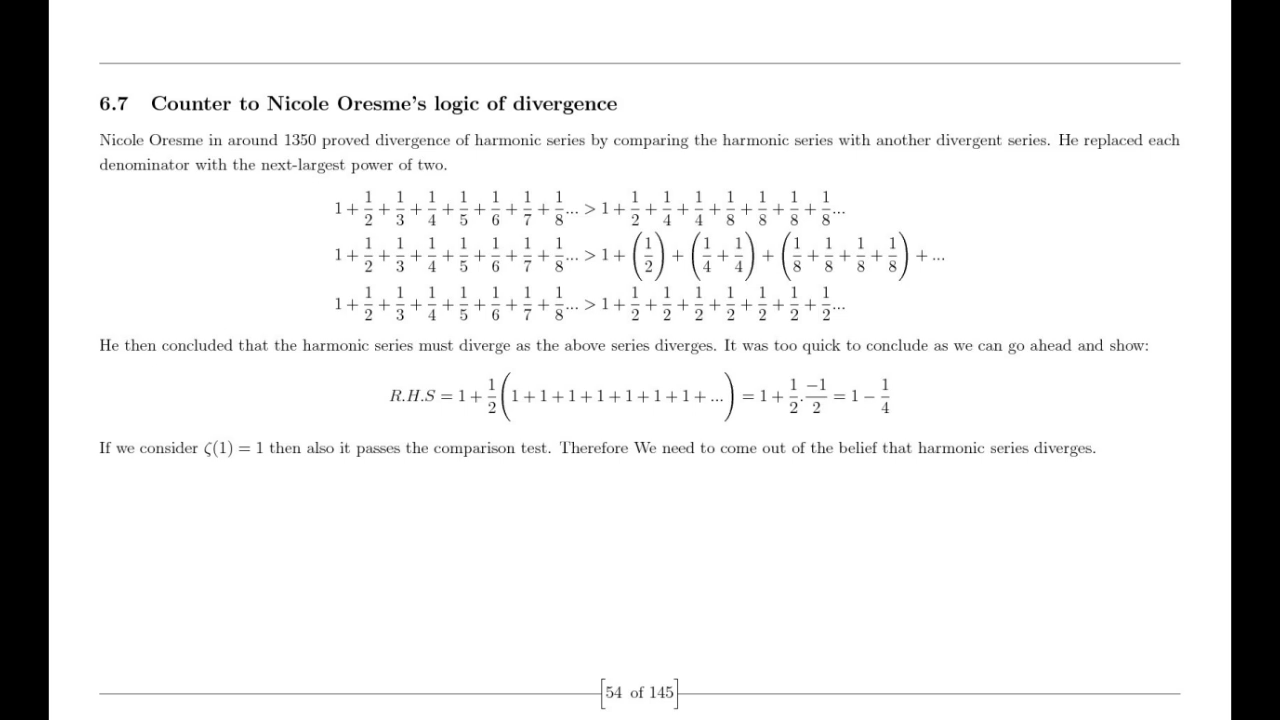 6.7 Counter to Nicole Oresme's logic of divergence
Nicole Oresme in around 1350 proved divergence of harmonic series by comparing the harmonic series with another divergent series. He replaced each
denominator with the next-largest power of two.
1 + 1/2 + 1/3 + 1/4 + 1/5 + 1/6 + 1/7 + 1/8... > 1 + 1/2 + 1/4 + 1/4 + 1/8 + 1/8 + 1/8 + 1/8...
1 + 1/2 + 1/3 + 1/4 + 1/5 + 1/6 + 1/7 + 1/8... > 1 + (1/2) + (1/4 + 1/4) + (1/8 + 1/8 + 1/8 + 1/8) + ...
1 + 1/2 + 1/3 + 1/4 + 1/5 + 1/6 + 1/7 + 1/8... > 1 + 1/2 + 1/2 + 1/2 + 1/2 + 1/2 + 1/2 + 1/2...
He then concluded that the harmonic series must diverge as the above series diverges. It was too quick to conclude as we can go ahead and show:
R.H.S = 1 + 1/2 (1 + 1 + 1 + 1 + 1 + 1 + 1 + ...) = 1 + 1/2 . -1/2 = 1 − 1/4
If we consider ζ(1) = 1 then also it passes the comparison test. Therefore We need to come out of the belief that harmonic series diverges.
[54 of 145]